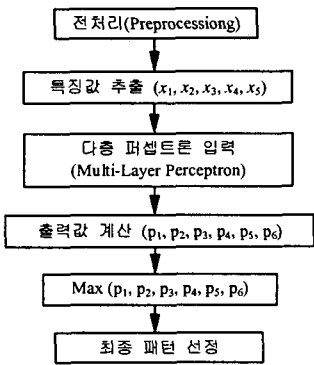 전처리(Preprocessiong)
특징값 추출 (x₁, x₂, x₃, x₄, x₅)
다층 퍼셉트론 입력
(Multi-Layer Perceptron)
출력값 계산 (p₁, p₂, p₃, p₄, p₅, p₆)
Max (p₁, p₂, p₃, p₄, p₅, p₆)
최종 패턴 선정